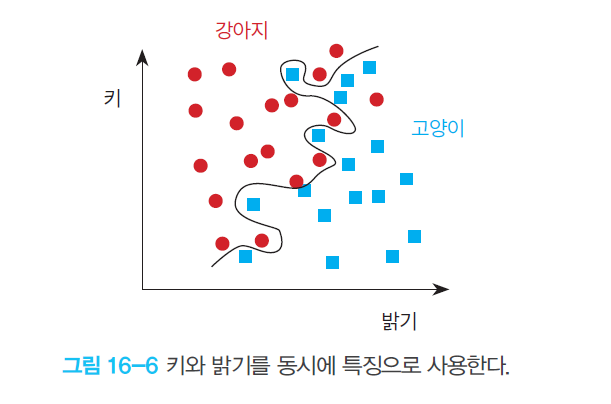 강아지
키
고양이
밝기
그림 16-6 키와 밝기를 동시에 특징으로 사용한다.